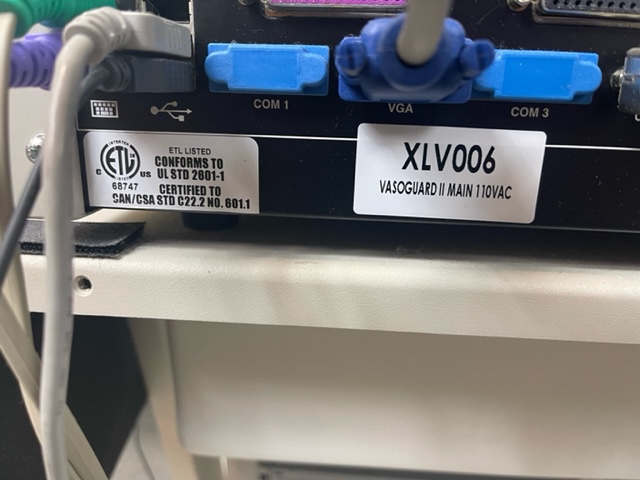 COM 1
VGA
COM 3
ETL LISTED
CONFORMS TO
UL STD 2601-1
CERTIFIED TO
CAN/CSA STD C22.2 NO. 601.1
ETL
C
US
68747
XLV006
VASOGUARD II MAIN 110VAC